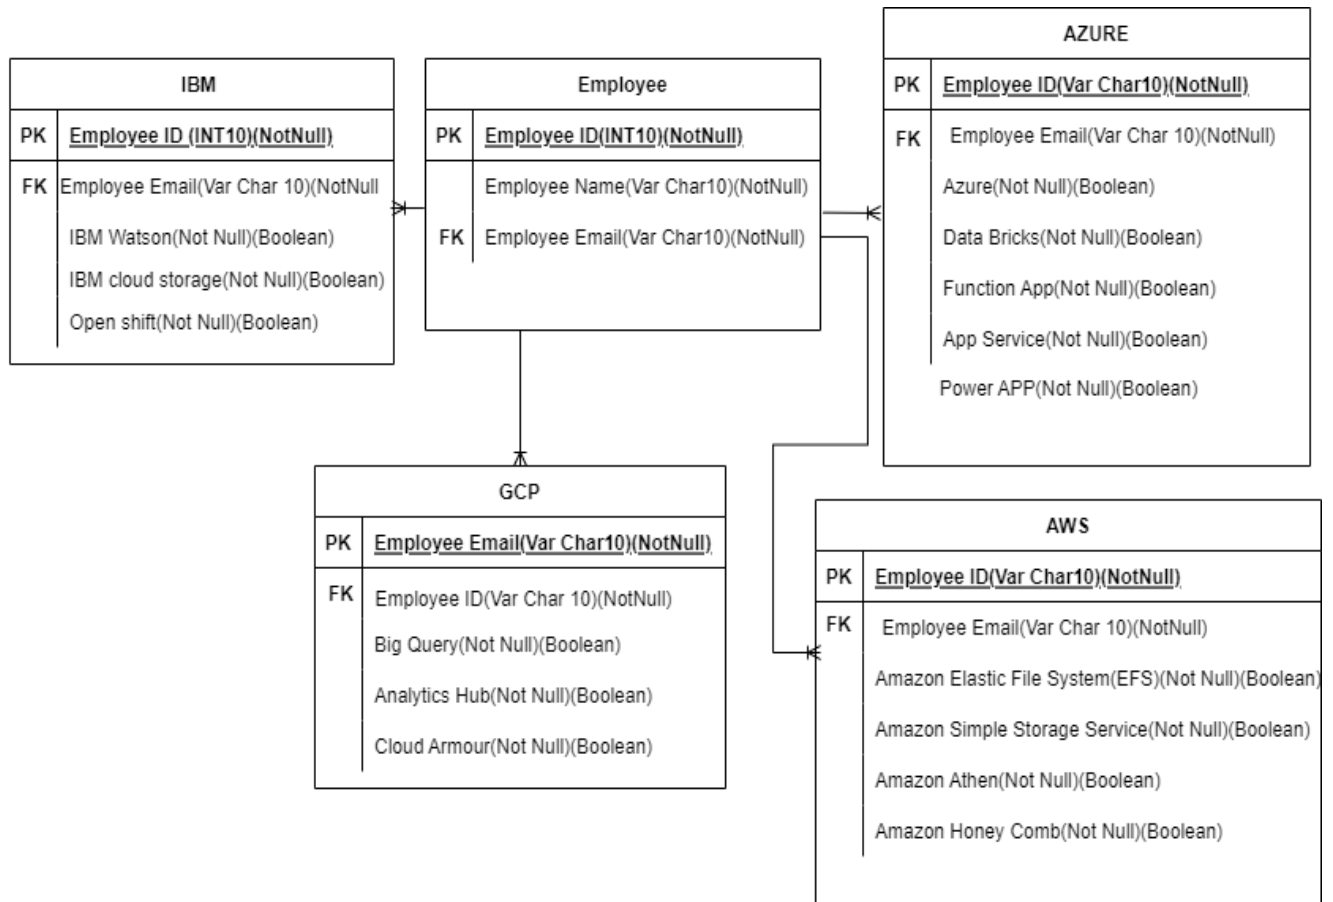 IBM
PK Employee ID (INT10)(NotNull)
FK Employee Email(Var Char 10)(NotNull
IBM Watson(Not Null)(Boolean)
IBM cloud storage(Not Null)(Boolean)
Open shift(Not Null)(Boolean)
Employee
PK Employee ID(INT10)(NotNull)
Employee Name(Var Char10)(NotNull)
FK Employee Email(Var Char10)(NotNull)
AZURE
PK Employee ID(Var Char10)(NotNull)
FK Employee Email(Var Char 10)(NotNull)
Azure(Not Null)(Boolean)
Data Bricks(Not Null)(Boolean)
Function App(Not Null)(Boolean)
App Service(Not Null)(Boolean)
Power APP(Not Null)(Boolean)
GCP
PK Employee Email(Var Char10)(NotNull)
FK Employee ID(Var Char 10)(NotNull)
Big Query(Not Null)(Boolean)
Analytics Hub(Not Null)(Boolean)
Cloud Armour(Not Null)(Boolean)
AWS
PK Employee ID(Var Char10)(NotNull)
FK Employee Email(Var Char 10)(NotNull)
Amazon Elastic File System(EFS)(Not Null)(Boolean)
Amazon Simple Storage Service(Not Null)(Boolean)
Amazon Athen(Not Null)(Boolean)
Amazon Honey Comb(Not Null)(Boolean)